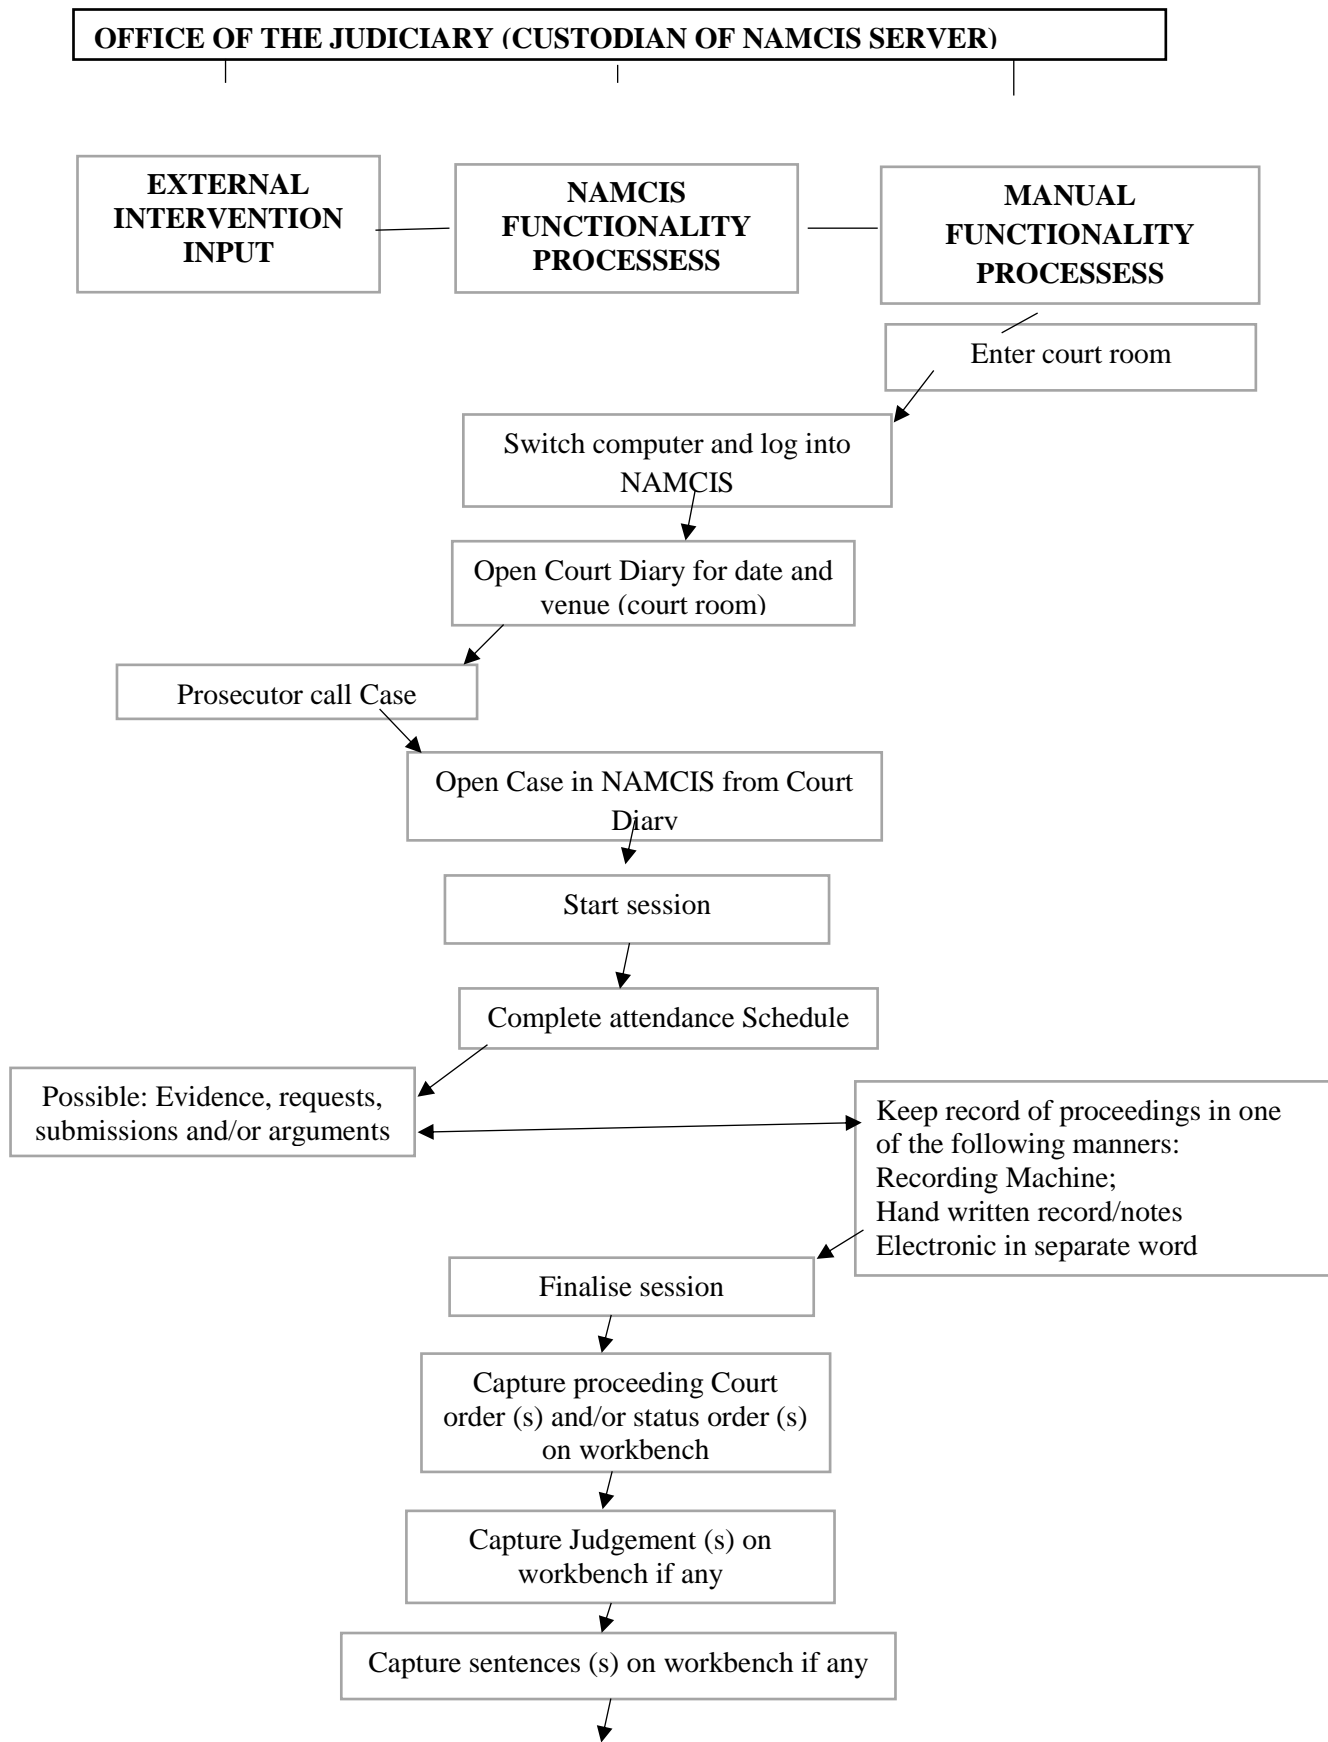 OFFICE OF THE JUDICIARY (CUSTODIAN OF NAMCIS SERVER)
EXTERNAL
INTERVENTION
INPUT
NAMCIS
FUNCTIONALITY
PROCESSESS
MANUAL
FUNCTIONALITY
PROCESSESS
Enter court room
Switch computer and log into
NAMCIS
Open Court Diary for date and
venue (court room)
Prosecutor call Case
Open Case in NAMCIS from Court
Diary
Start session
Complete attendance Schedule
Possible: Evidence, requests,
submissions and/or arguments
Keep record of proceedings in one
of the following manners:
Recording Machine;
Hand written record/notes
Electronic in separate word
Finalise session
Capture proceeding Court
order (s) and/or status order (s)
on workbench
Capture Judgement (s) on
workbench if any
Capture sentences (s) on workbench if any